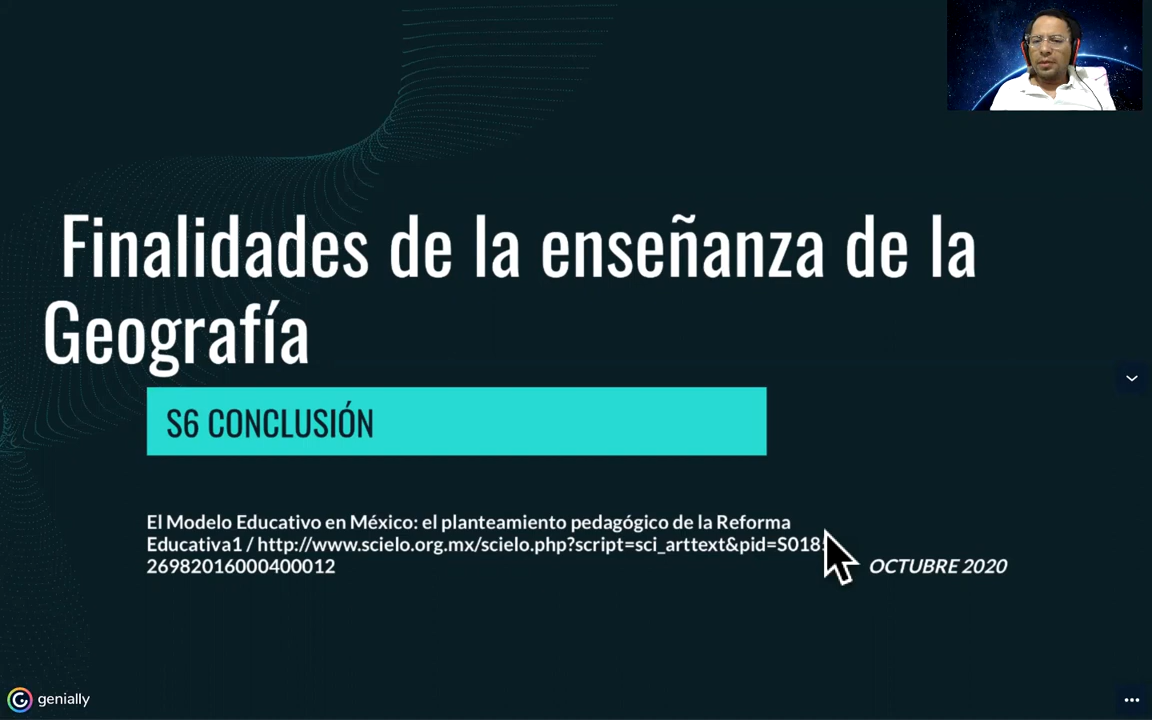 Finalidades de la enseñanza de la
Geografía
S6 CONCLUSIÓN
El Modelo Educativo en México: el planteamiento pedagógico de la Reforma
Educativa1 / http://www.scielo.org.mx/scielo.php?script=sci_arttext&pid=S018
26982016000400012
OCTUBRE 2020
genially